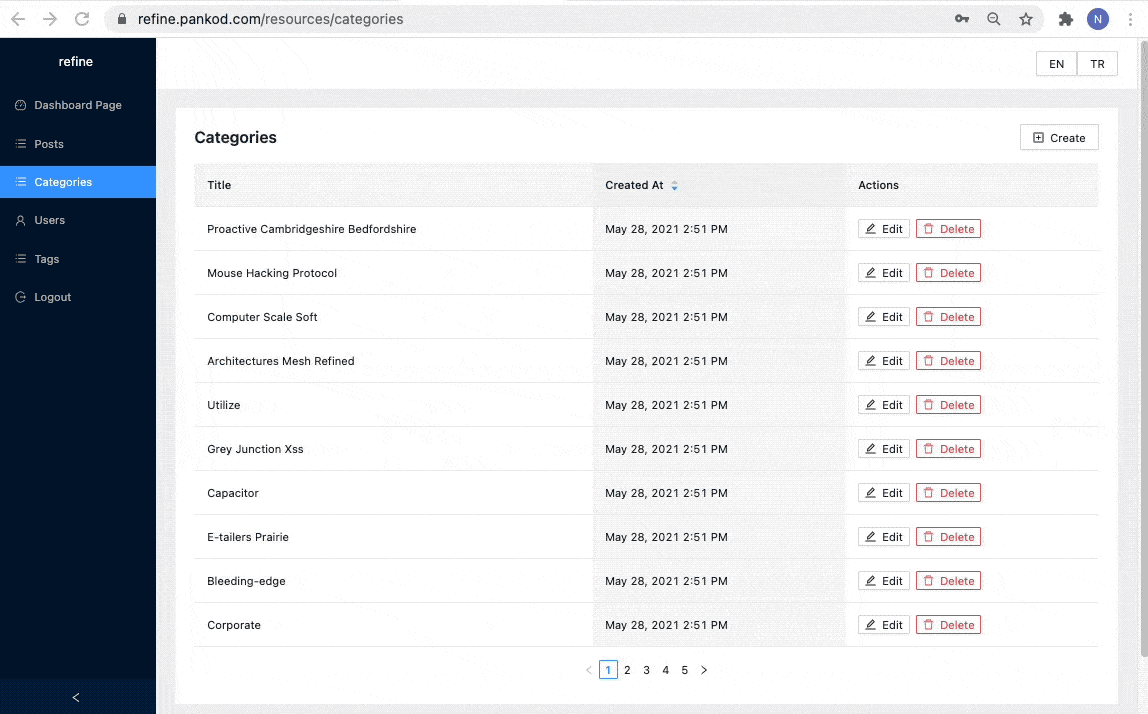 refine.pankod.com/resources/categories
N
refine
EN TR
Dashboard Page
Posts
Categories
Users
Tags
Logout
Categories
Create
Title Created At Actions
Proactive Cambridgeshire Bedfordshire May 28, 2021 2:51 PM Edit Delete
Mouse Hacking Protocol May 28, 2021 2:51 PM Edit Delete
Computer Scale Soft May 28, 2021 2:51 PM Edit Delete
Architectures Mesh Refined May 28, 2021 2:51 PM Edit Delete
Utilize May 28, 2021 2:51 PM Edit Delete
Grey Junction Xss May 28, 2021 2:51 PM Edit Delete
Capacitor May 28, 2021 2:51 PM Edit Delete
E-tailers Prairie May 28, 2021 2:51 PM Edit Delete
Bleeding-edge May 28, 2021 2:51 PM Edit Delete
Corporate May 28, 2021 2:51 PM Edit Delete
< 1 2 3 4 5 >
<